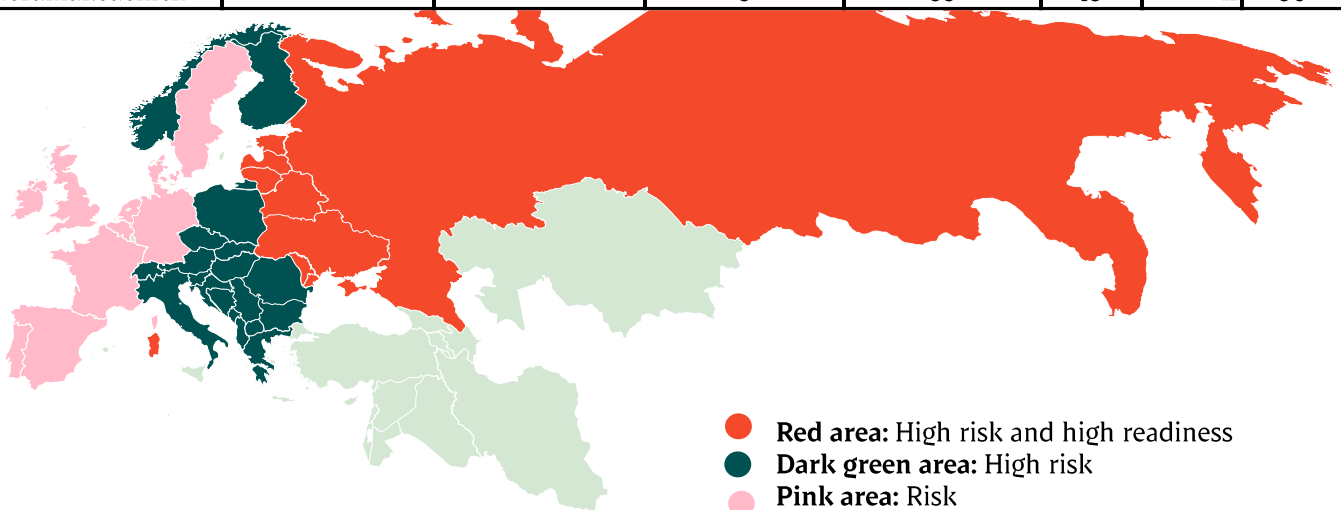 Red area: High risk and high readiness
Dark green area: High risk
Pink area: Risk